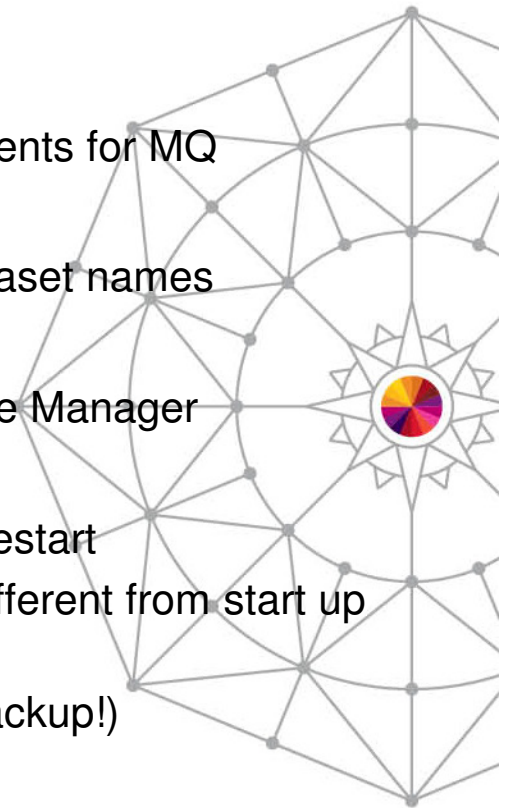 ents for MQ
aset names
e Manager
estart
fferent from start up
ackup!)